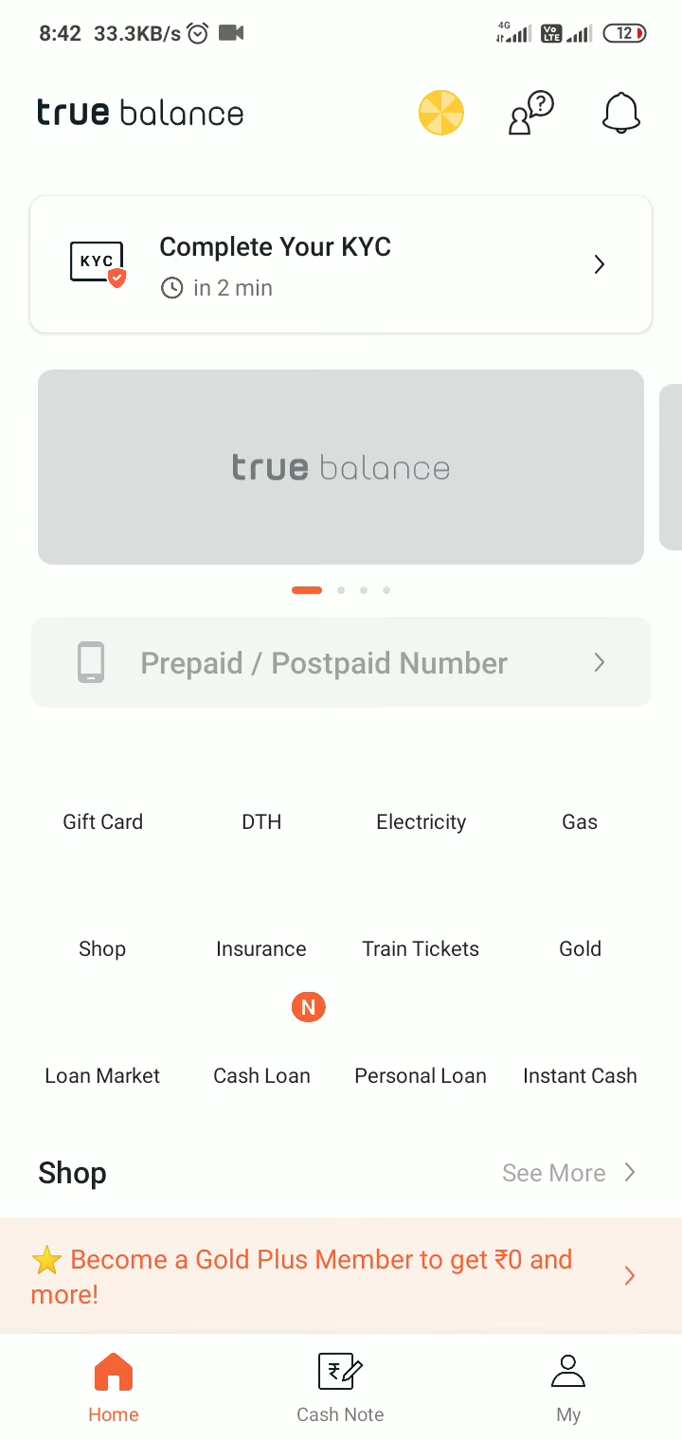 8:42 33.3KB/s 4G Vo LTE 12
true balance
KYC
Complete Your KYC
in 2 min
true balance
Prepaid / Postpaid Number
Gift Card DTH Electricity Gas
Shop Insurance Train Tickets Gold
N
Loan Market Cash Loan Personal Loan Instant Cash
Shop See More
⭐ Become a Gold Plus Member to get ₹0 and
more!
Home Cash Note My